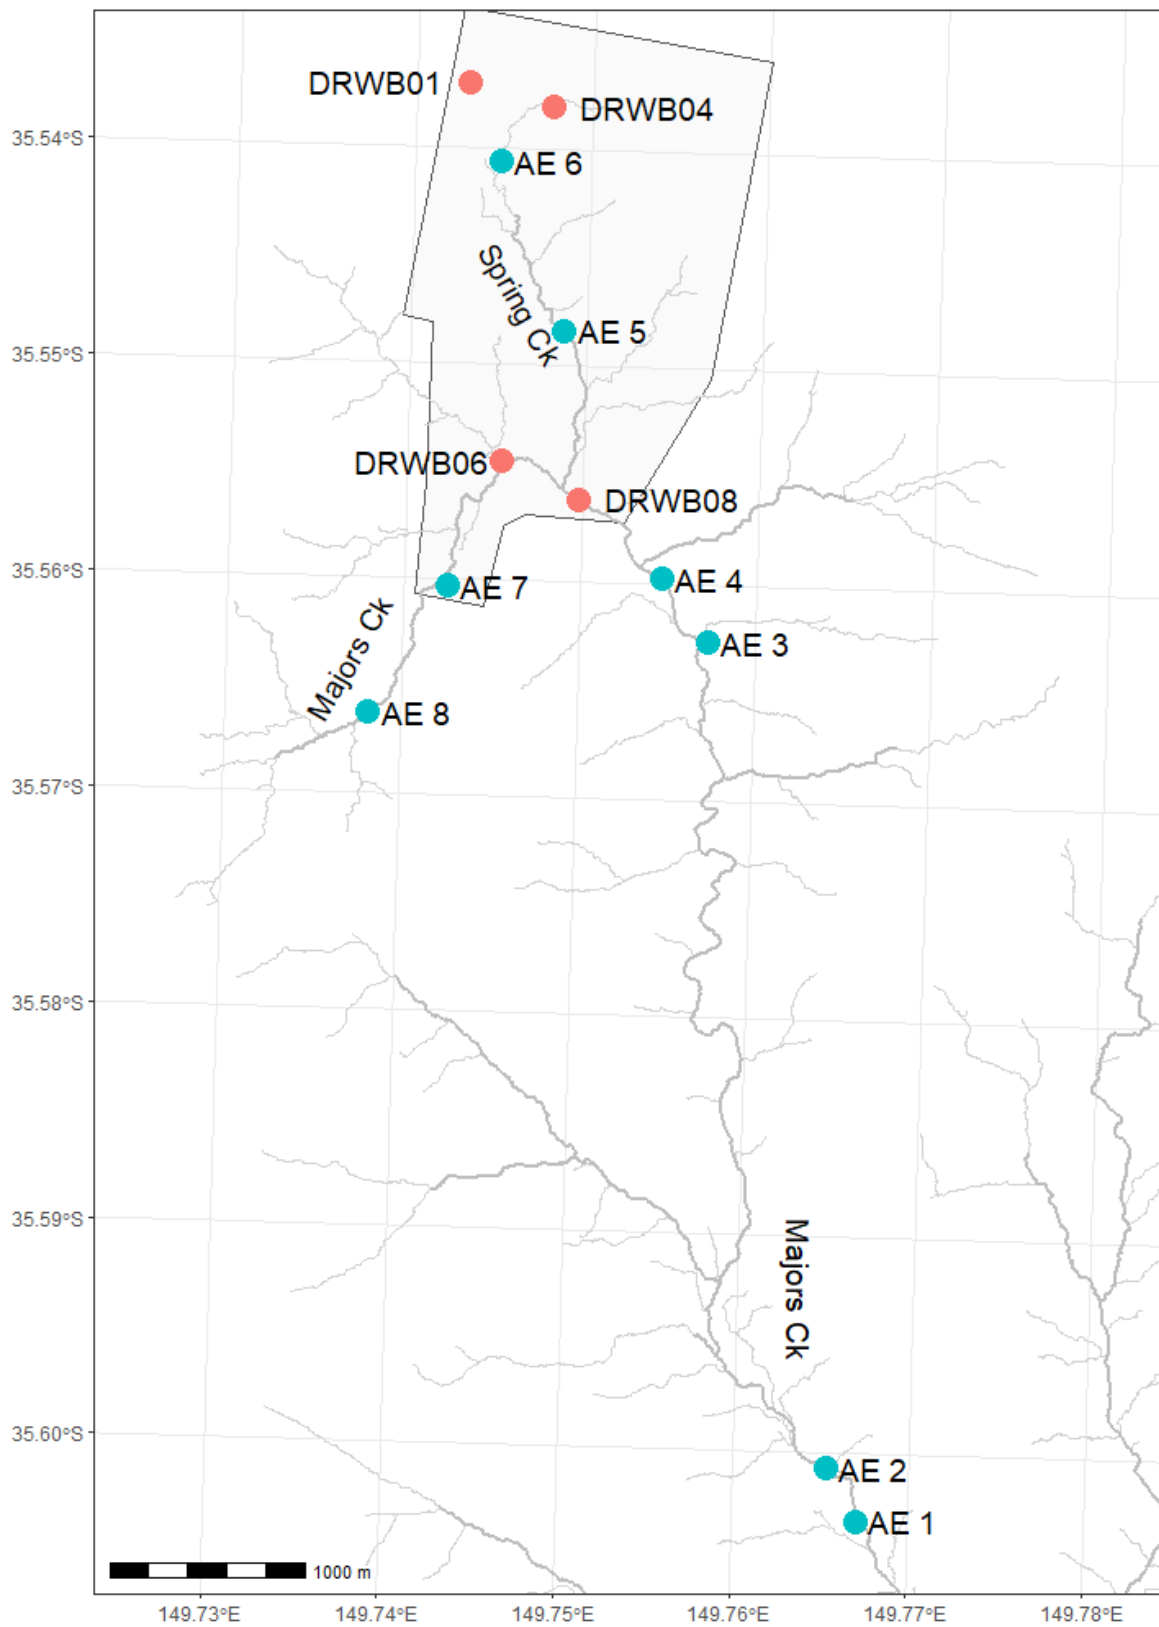 DRWB01
DRWB04
35.54°S
AE 6
Spring Ck
AE 5
35.55°S
DRWB06
DRWB08
35.56°S
AE 7
AE 4
Majors Ck
AE 3
AE 8
35.57°S
35.58°S
35.59°S
Majors Ck
35.60°S
AE 2
AE 1
1000 m
149.73°E
149.74°E
149.75°E
149.76°E
149.77°E
149.78°E